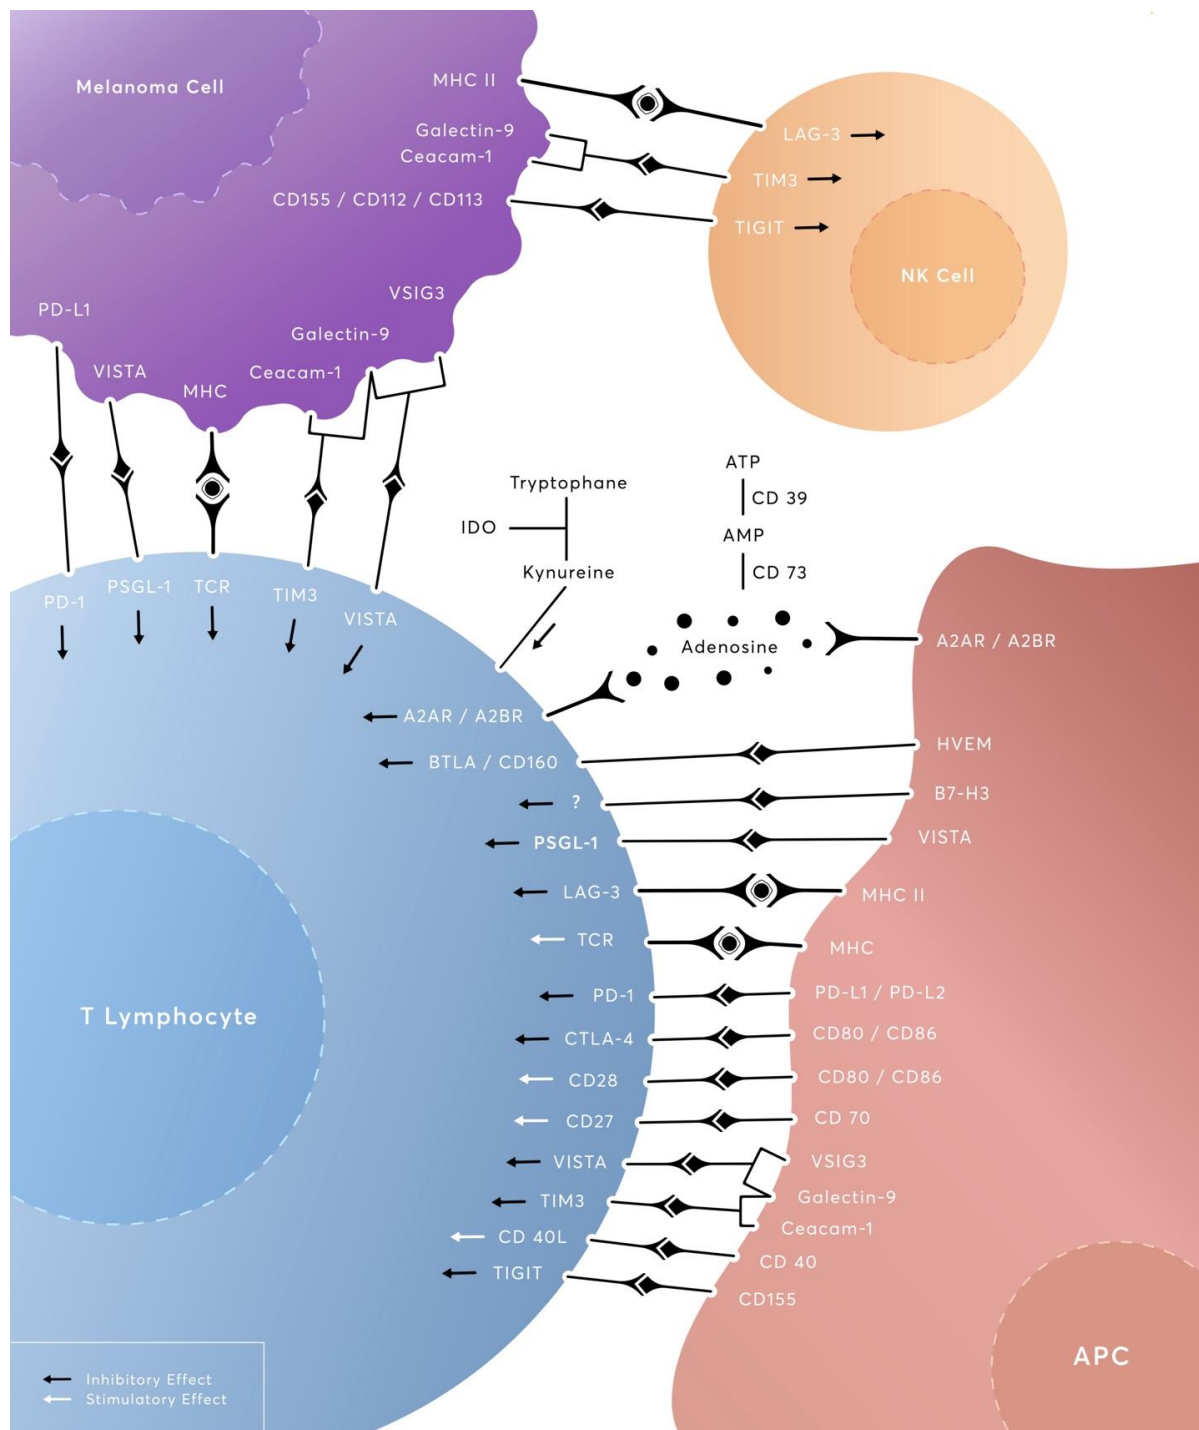 Melanoma Cell
MHC II
Galectin-9
Ceacam-1
CD155 / CD112 / CD113
LAG-3
TIM3
TIGIT
NK Cell
VSIG3
Galectin-9
Ceacam-1
PD-L1
VISTA
MHC
PD-1
PSGL-1
TCR
TIM3
VISTA
Tryptophane
IDO
Kynureine
ATP
CD 39
AMP
CD 73
Adenosine
A2AR / A2BR
A2AR / A2BR
BTLA / CD160
HVEM
?
B7-H3
PSGL-1
VISTA
LAG-3
MHC II
TCR
MHC
PD-1
PD-L1 / PD-L2
CTLA-4
CD80 / CD86
CD28
CD80 / CD86
CD27
CD 70
VISTA
VSIG3
TIM3
Galectin-9
Ceacam-1
CD 40L
CD 40
TIGIT
CD155
T Lymphocyte
APC
Inhibitory Effect
Stimulatory Effect